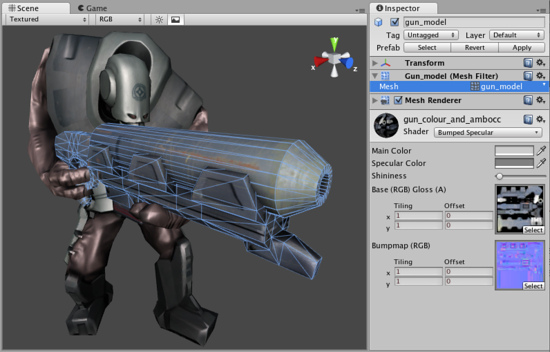 Scene
Game
Textured
RGB
x
y
z
Inspector
gun_model
Tag Untagged Layer Default
Prefab Select Revert Apply
Transform
Gun_model (Mesh Filter)
Mesh gun_model
Mesh Renderer
gun_colour_and_ambocc
Shader Bumped Specular
Main Color
Specular Color
Shininess
Base (RGB) Gloss (A)
Tiling Offset
x 1 0
y 1 0
Select
Bumpmap (RGB)
Tiling Offset
x 1 0
y 1 0
Select